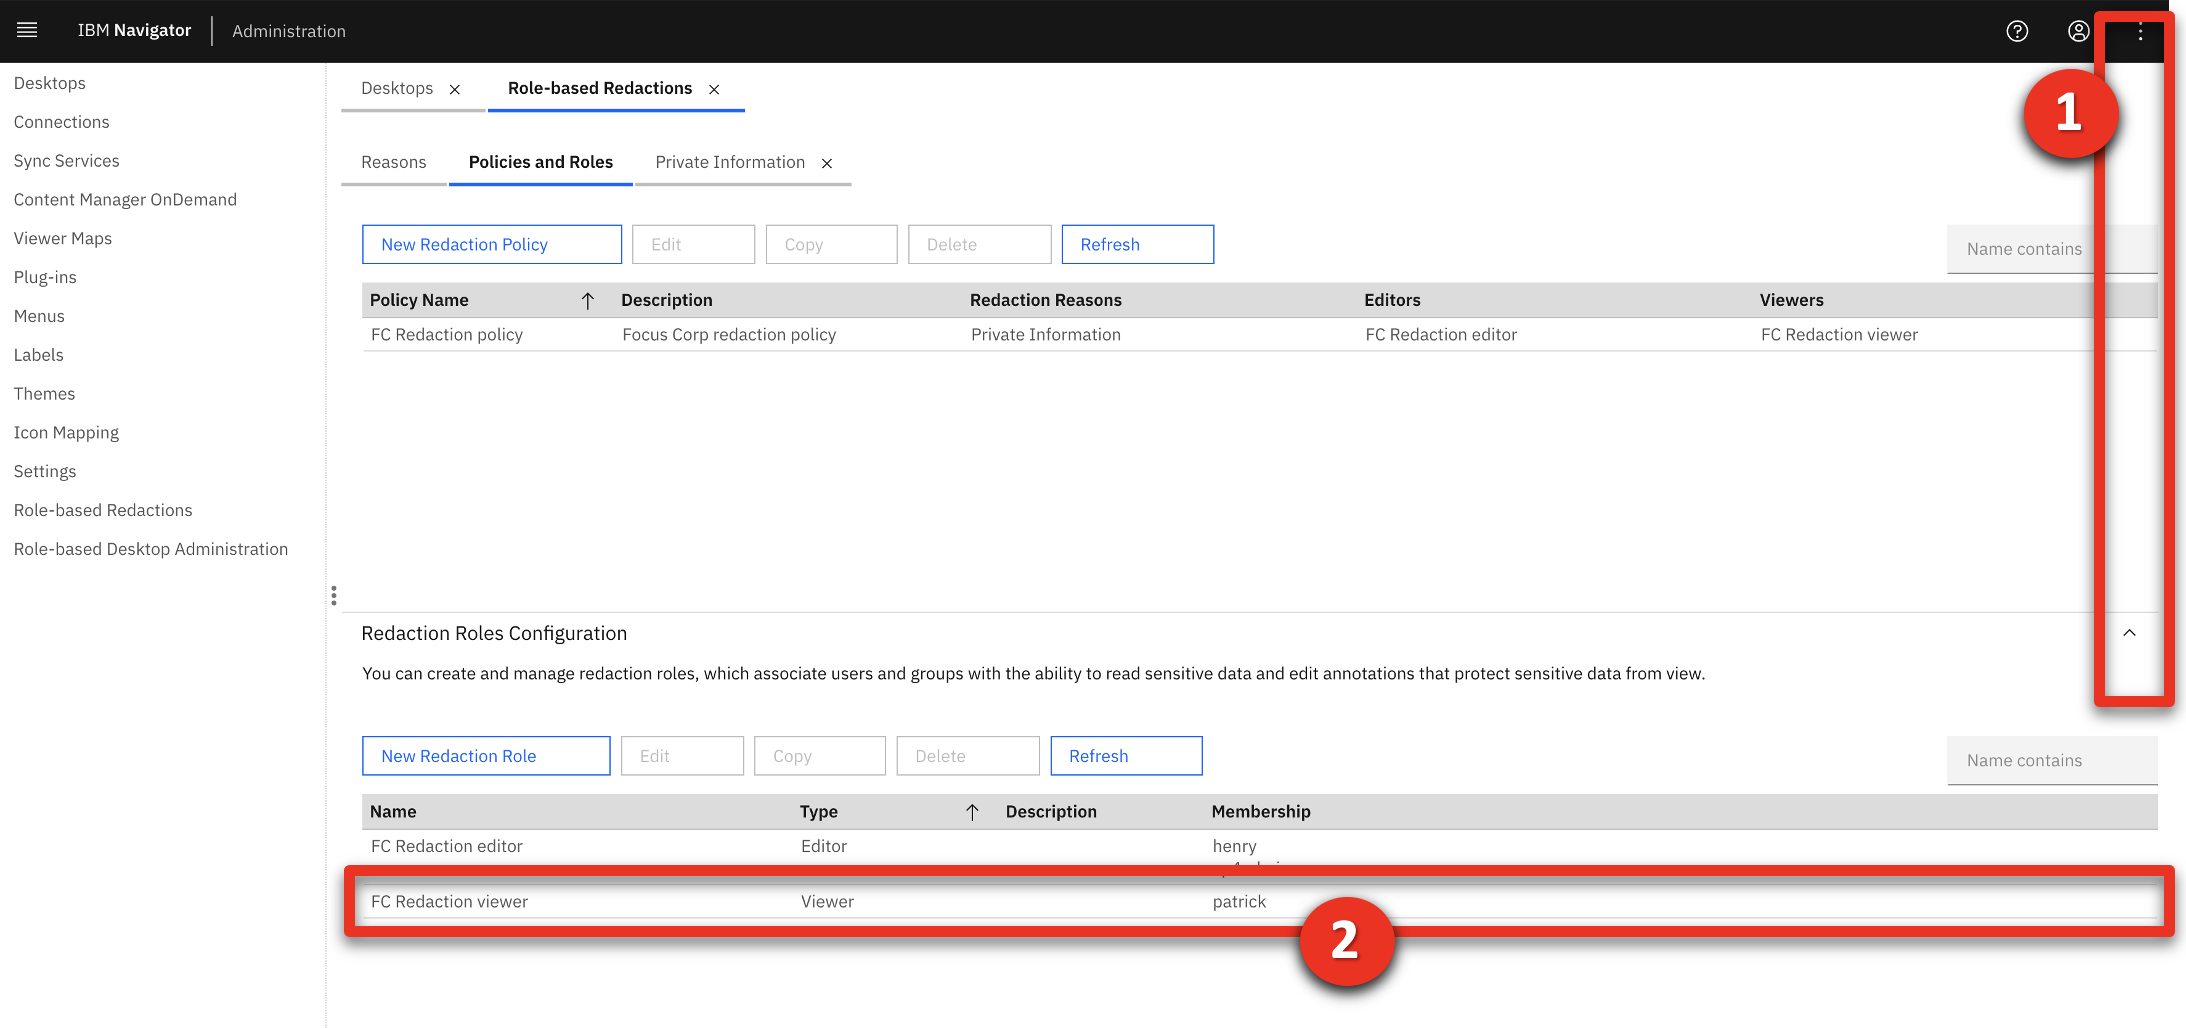 IBM Navigator Administration
Desktops
Connections
Sync Services
Content Manager OnDemand
Viewer Maps
Plug-ins
Menus
Labels
Themes
Icon Mapping
Settings
Role-based Redactions
Role-based Desktop Administration
Desktops Role-based Redactions
1
Reasons Policies and Roles Private Information
New Redaction Policy Edit Copy Delete Refresh Name contains
Policy Name Description Redaction Reasons Editors Viewers
FC Redaction policy Focus Corp redaction policy Private Information FC Redaction editor FC Redaction viewer
Redaction Roles Configuration
You can create and manage redaction roles, which associate users and groups with the ability to read sensitive data and edit annotations that protect sensitive data from view.
New Redaction Role Edit Copy Delete Refresh Name contains
Name Type Description Membership
FC Redaction editor Editor henry
FC Redaction viewer Viewer patrick
2